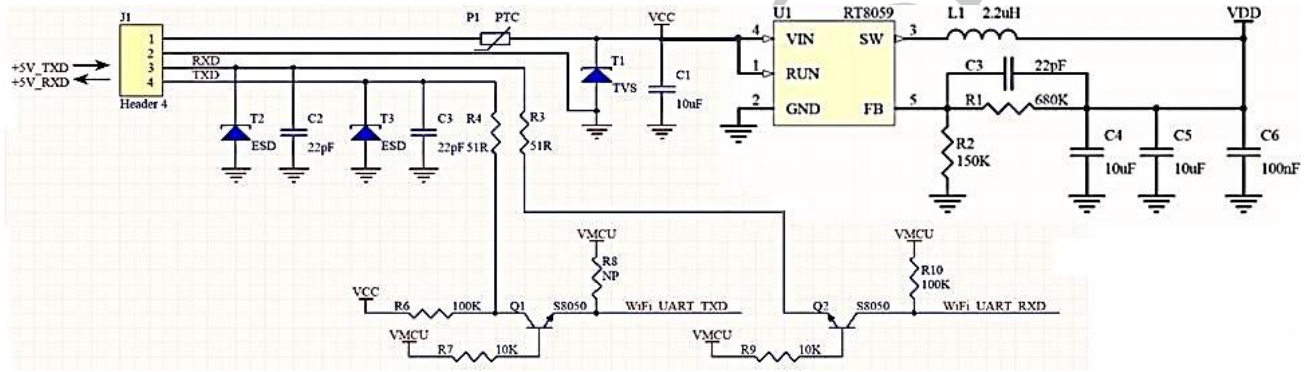 J1
1
2
3
4
Header 4
+5V_TXD
+5V_RXD
RXD
TXD
P1 PTC
T1
TVS
VCC
C1
10uF
T2
ESD
C2
22pF
T3
ESD
C3
22pF
R4
51R
R3
51R
U1 RT8059
4 VIN SW 3
1 RUN
2 GND FB 5
L1 2.2uH
VDD
C3 22pF
R1 680K
R2
150K
C4
10uF
C5
10uF
C6
100nF
VMCU
R8
NP
VCC
R6 100K
Q1 S8050
WiFi_UART_TXD
VMCU
R7 10K
VMCU
R10
100K
Q2 S8050
WiFi_UART_RXD
VMCU
R9 10K